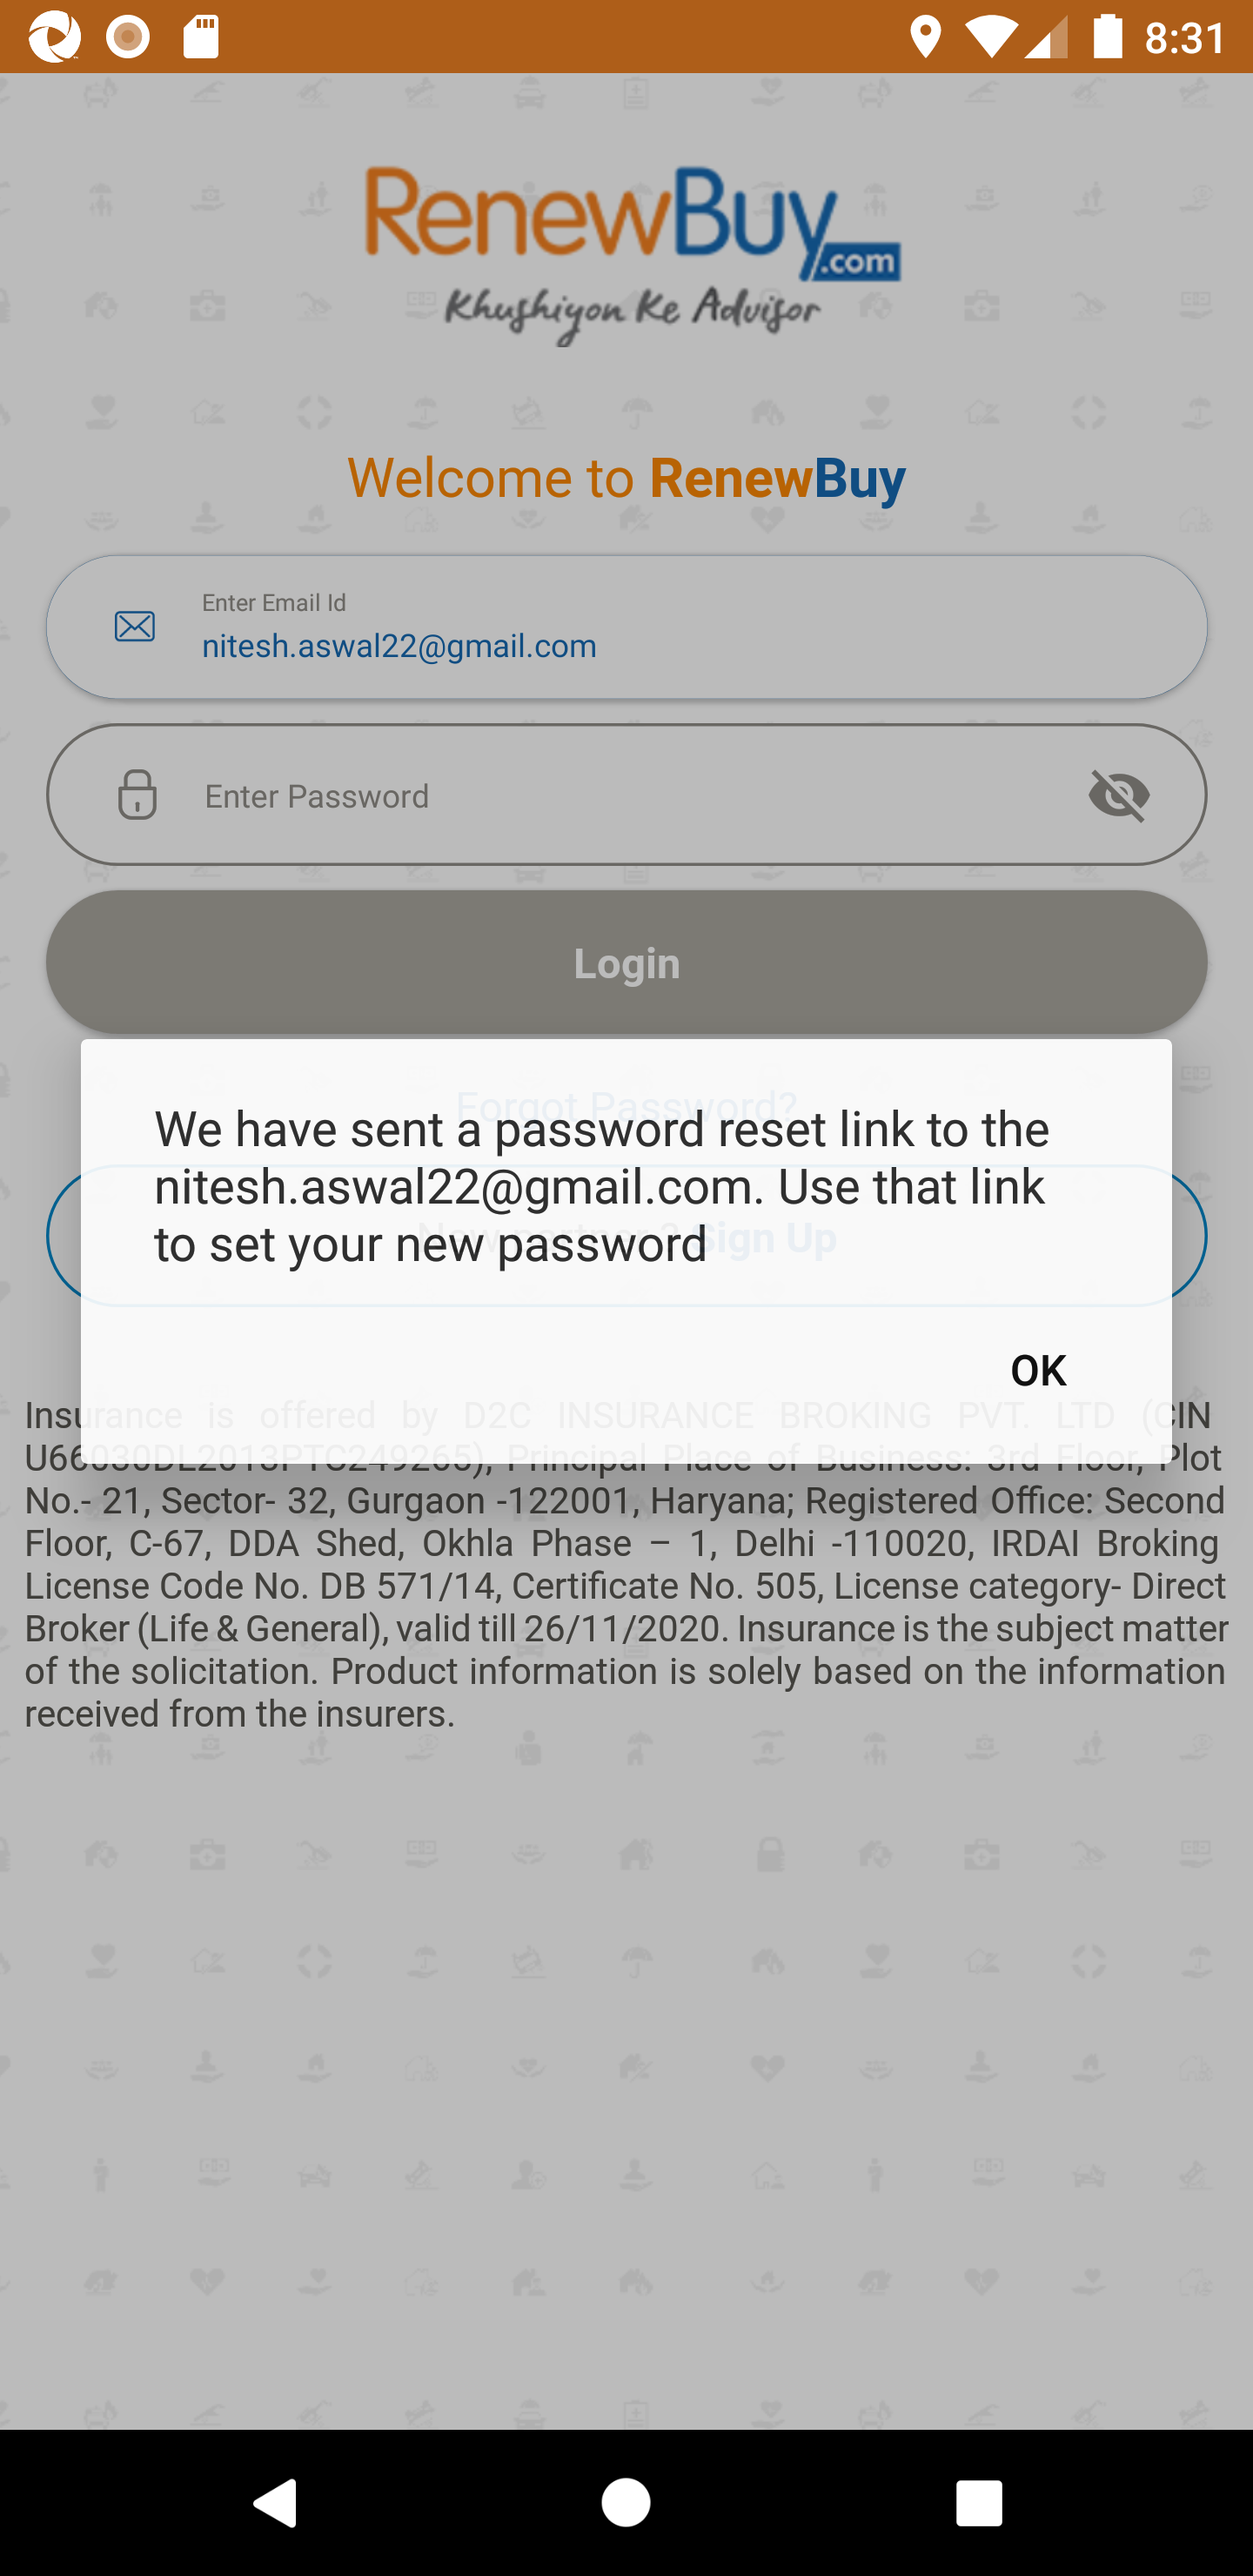 8:31
RenewBuy
.com
Khushiyon Ke Advisor
Welcome to RenewBuy
Enter Email Id
nitesh.aswal22@gmail.com
Enter Password
Login
Forgot Password?
We have sent a password reset link to the
nitesh.aswal22@gmail.com. Use that link
to set your new password
New partner? Sign Up
OK
Insurance is offered by D2C INSURANCE BROKING PVT. LTD (CIN
U66030DL2013PTC249265), Principal Place of Business: 3rd Floor, Plot
No.- 21, Sector- 32, Gurgaon -122001, Haryana; Registered Office: Second
Floor, C-67, DDA Shed, Okhla Phase – 1, Delhi -110020, IRDAI Broking
License Code No. DB 571/14, Certificate No. 505, License category- Direct
Broker (Life & General), valid till 26/11/2020. Insurance is the subject matter
of the solicitation. Product information is solely based on the information
received from the insurers.